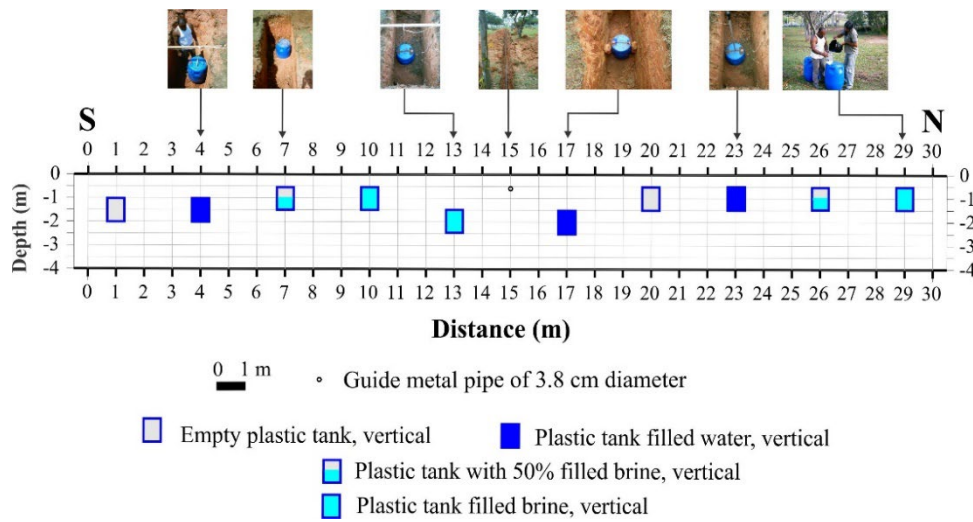 S N
0 1 2 3 4 5 6 7 8 9 10 11 12 13 14 15 16 17 18 19 20 21 22 23 24 25 26 27 28 29 30
0 0
-1 -1
-2 -2
-3 -3
-4 -4
Depth (m)
0 1 2 3 4 5 6 7 8 9 10 11 12 13 14 15 16 17 18 19 20 21 22 23 24 25 26 27 28 29 30
Distance (m)
0 1 m
Guide metal pipe of 3.8 cm diameter
Empty plastic tank, vertical
Plastic tank filled water, vertical
Plastic tank with 50% filled brine, vertical
Plastic tank filled brine, vertical